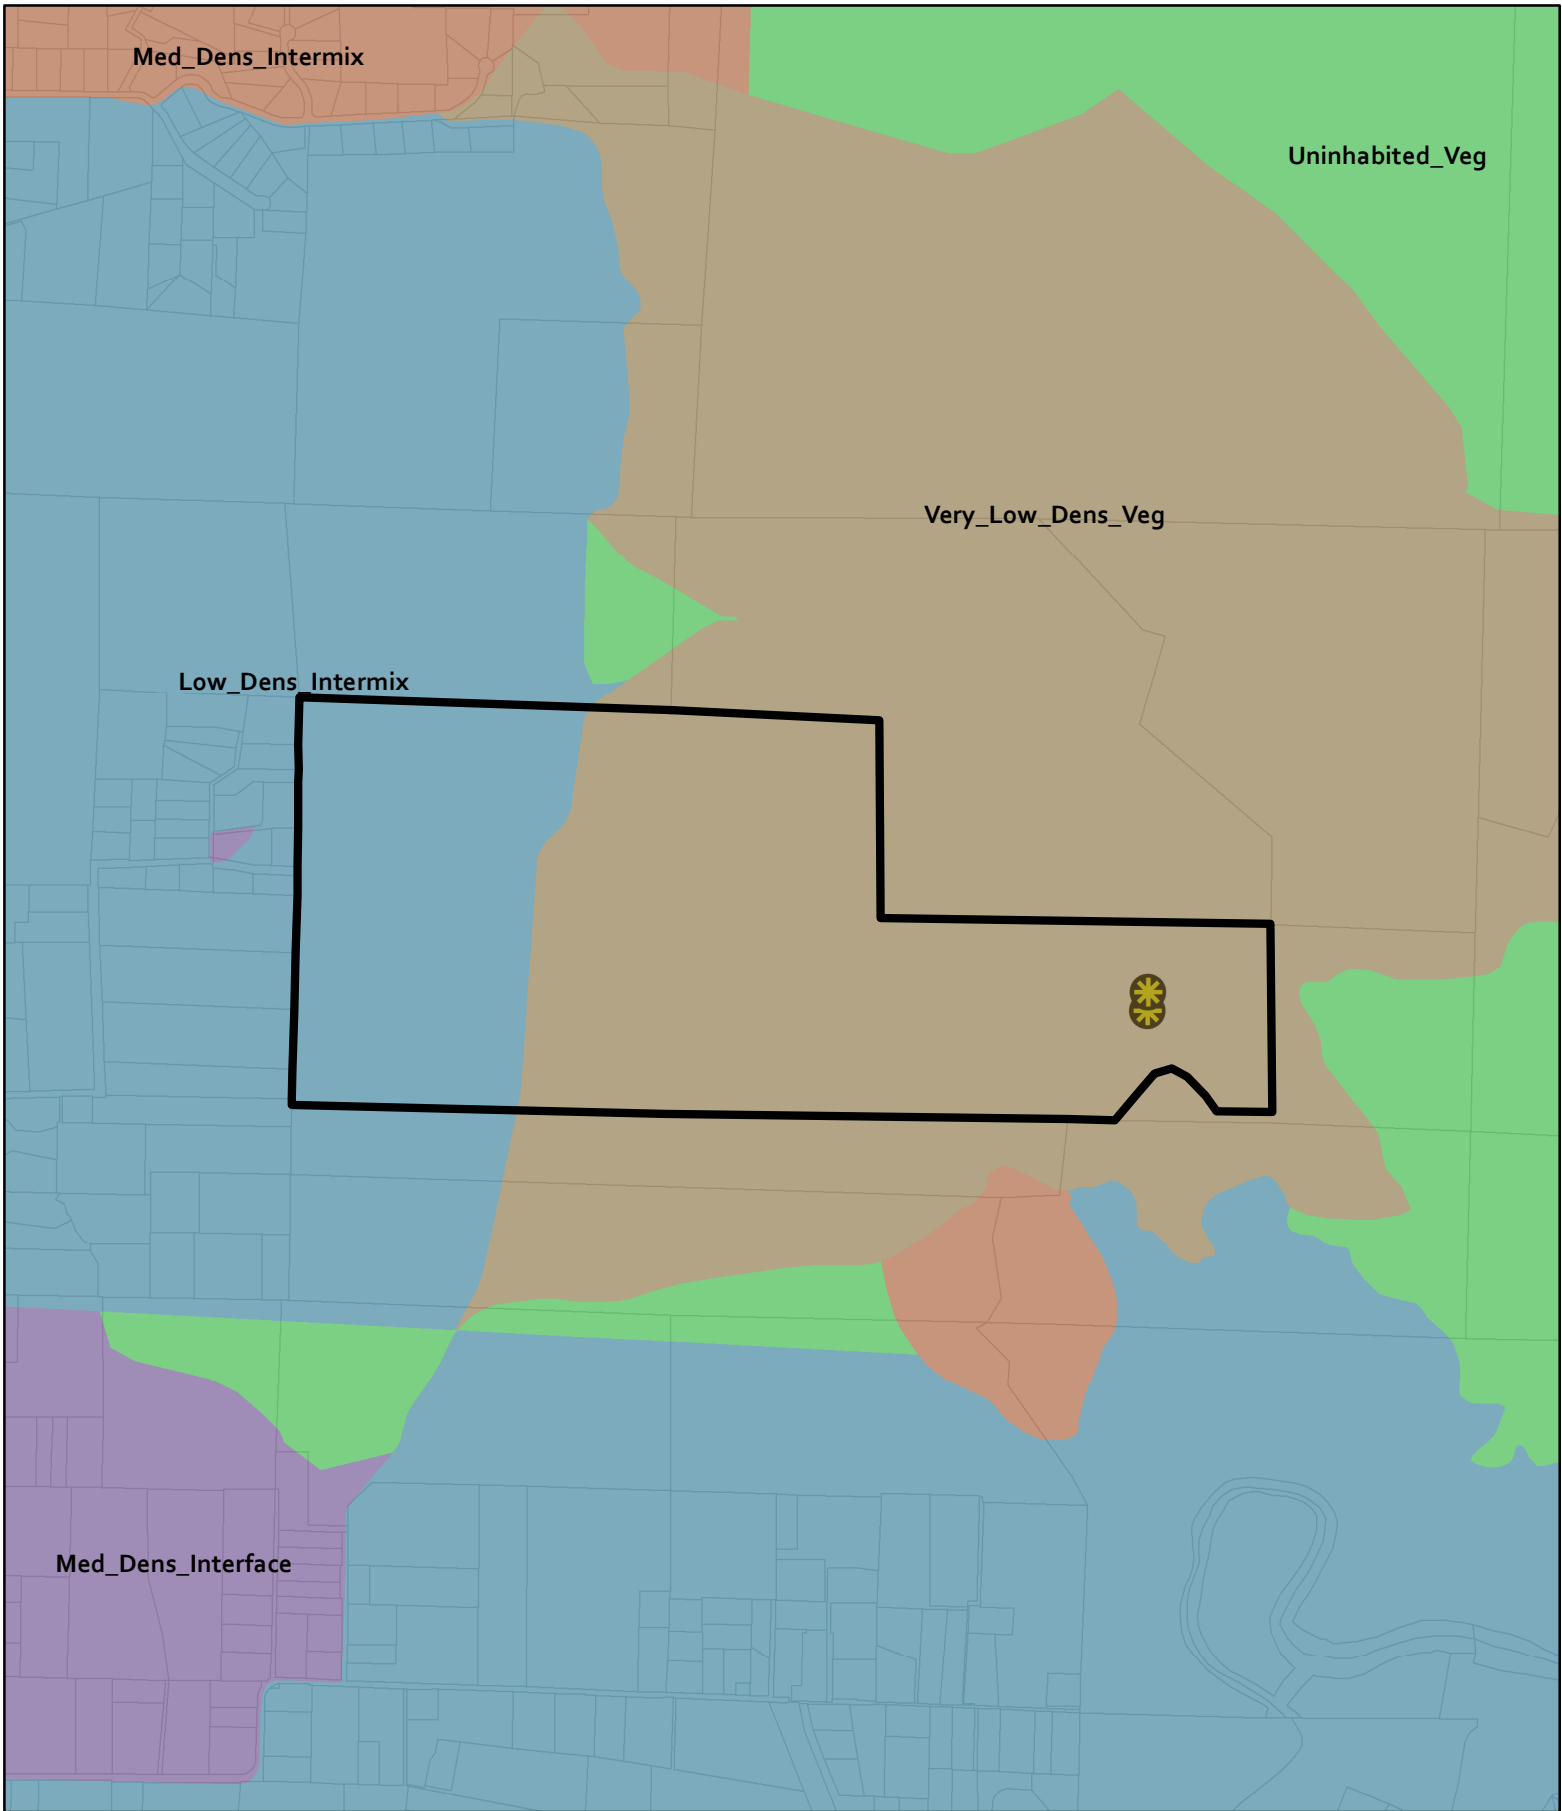 Med_Dens_Intermix
Uninhabited_Veg
Very_Low_Dens_Veg
Low_Dens_Intermix
Med_Dens_Interface